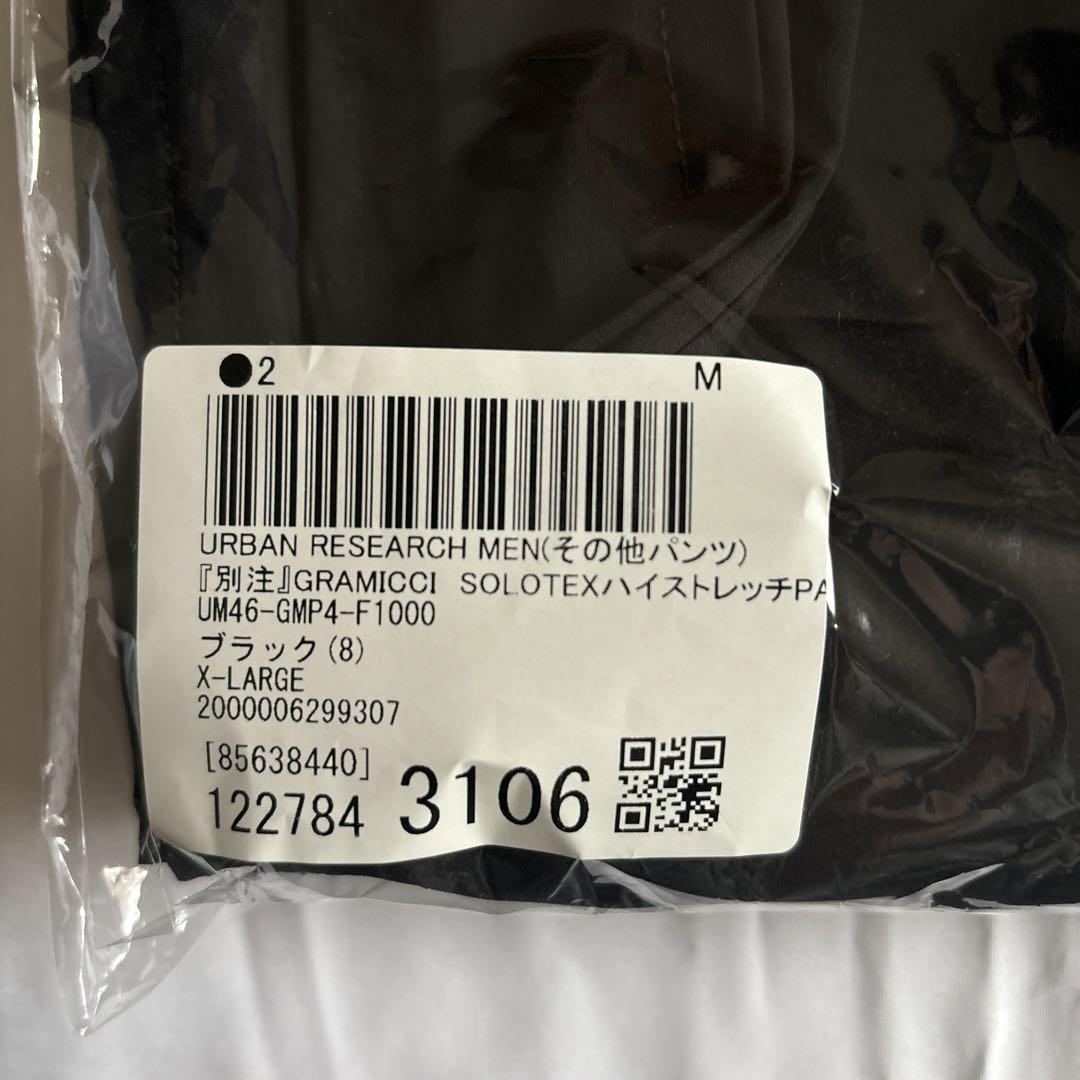 ●2 M
URBAN RESEARCH MEN(その他パンツ)
『別注』GRAMICCI SOLOTEXハイストレッチPA
UM46-GMP4-F1000
ブラック(8)
X-LARGE
2000006299307
[85638440]
122784 3106